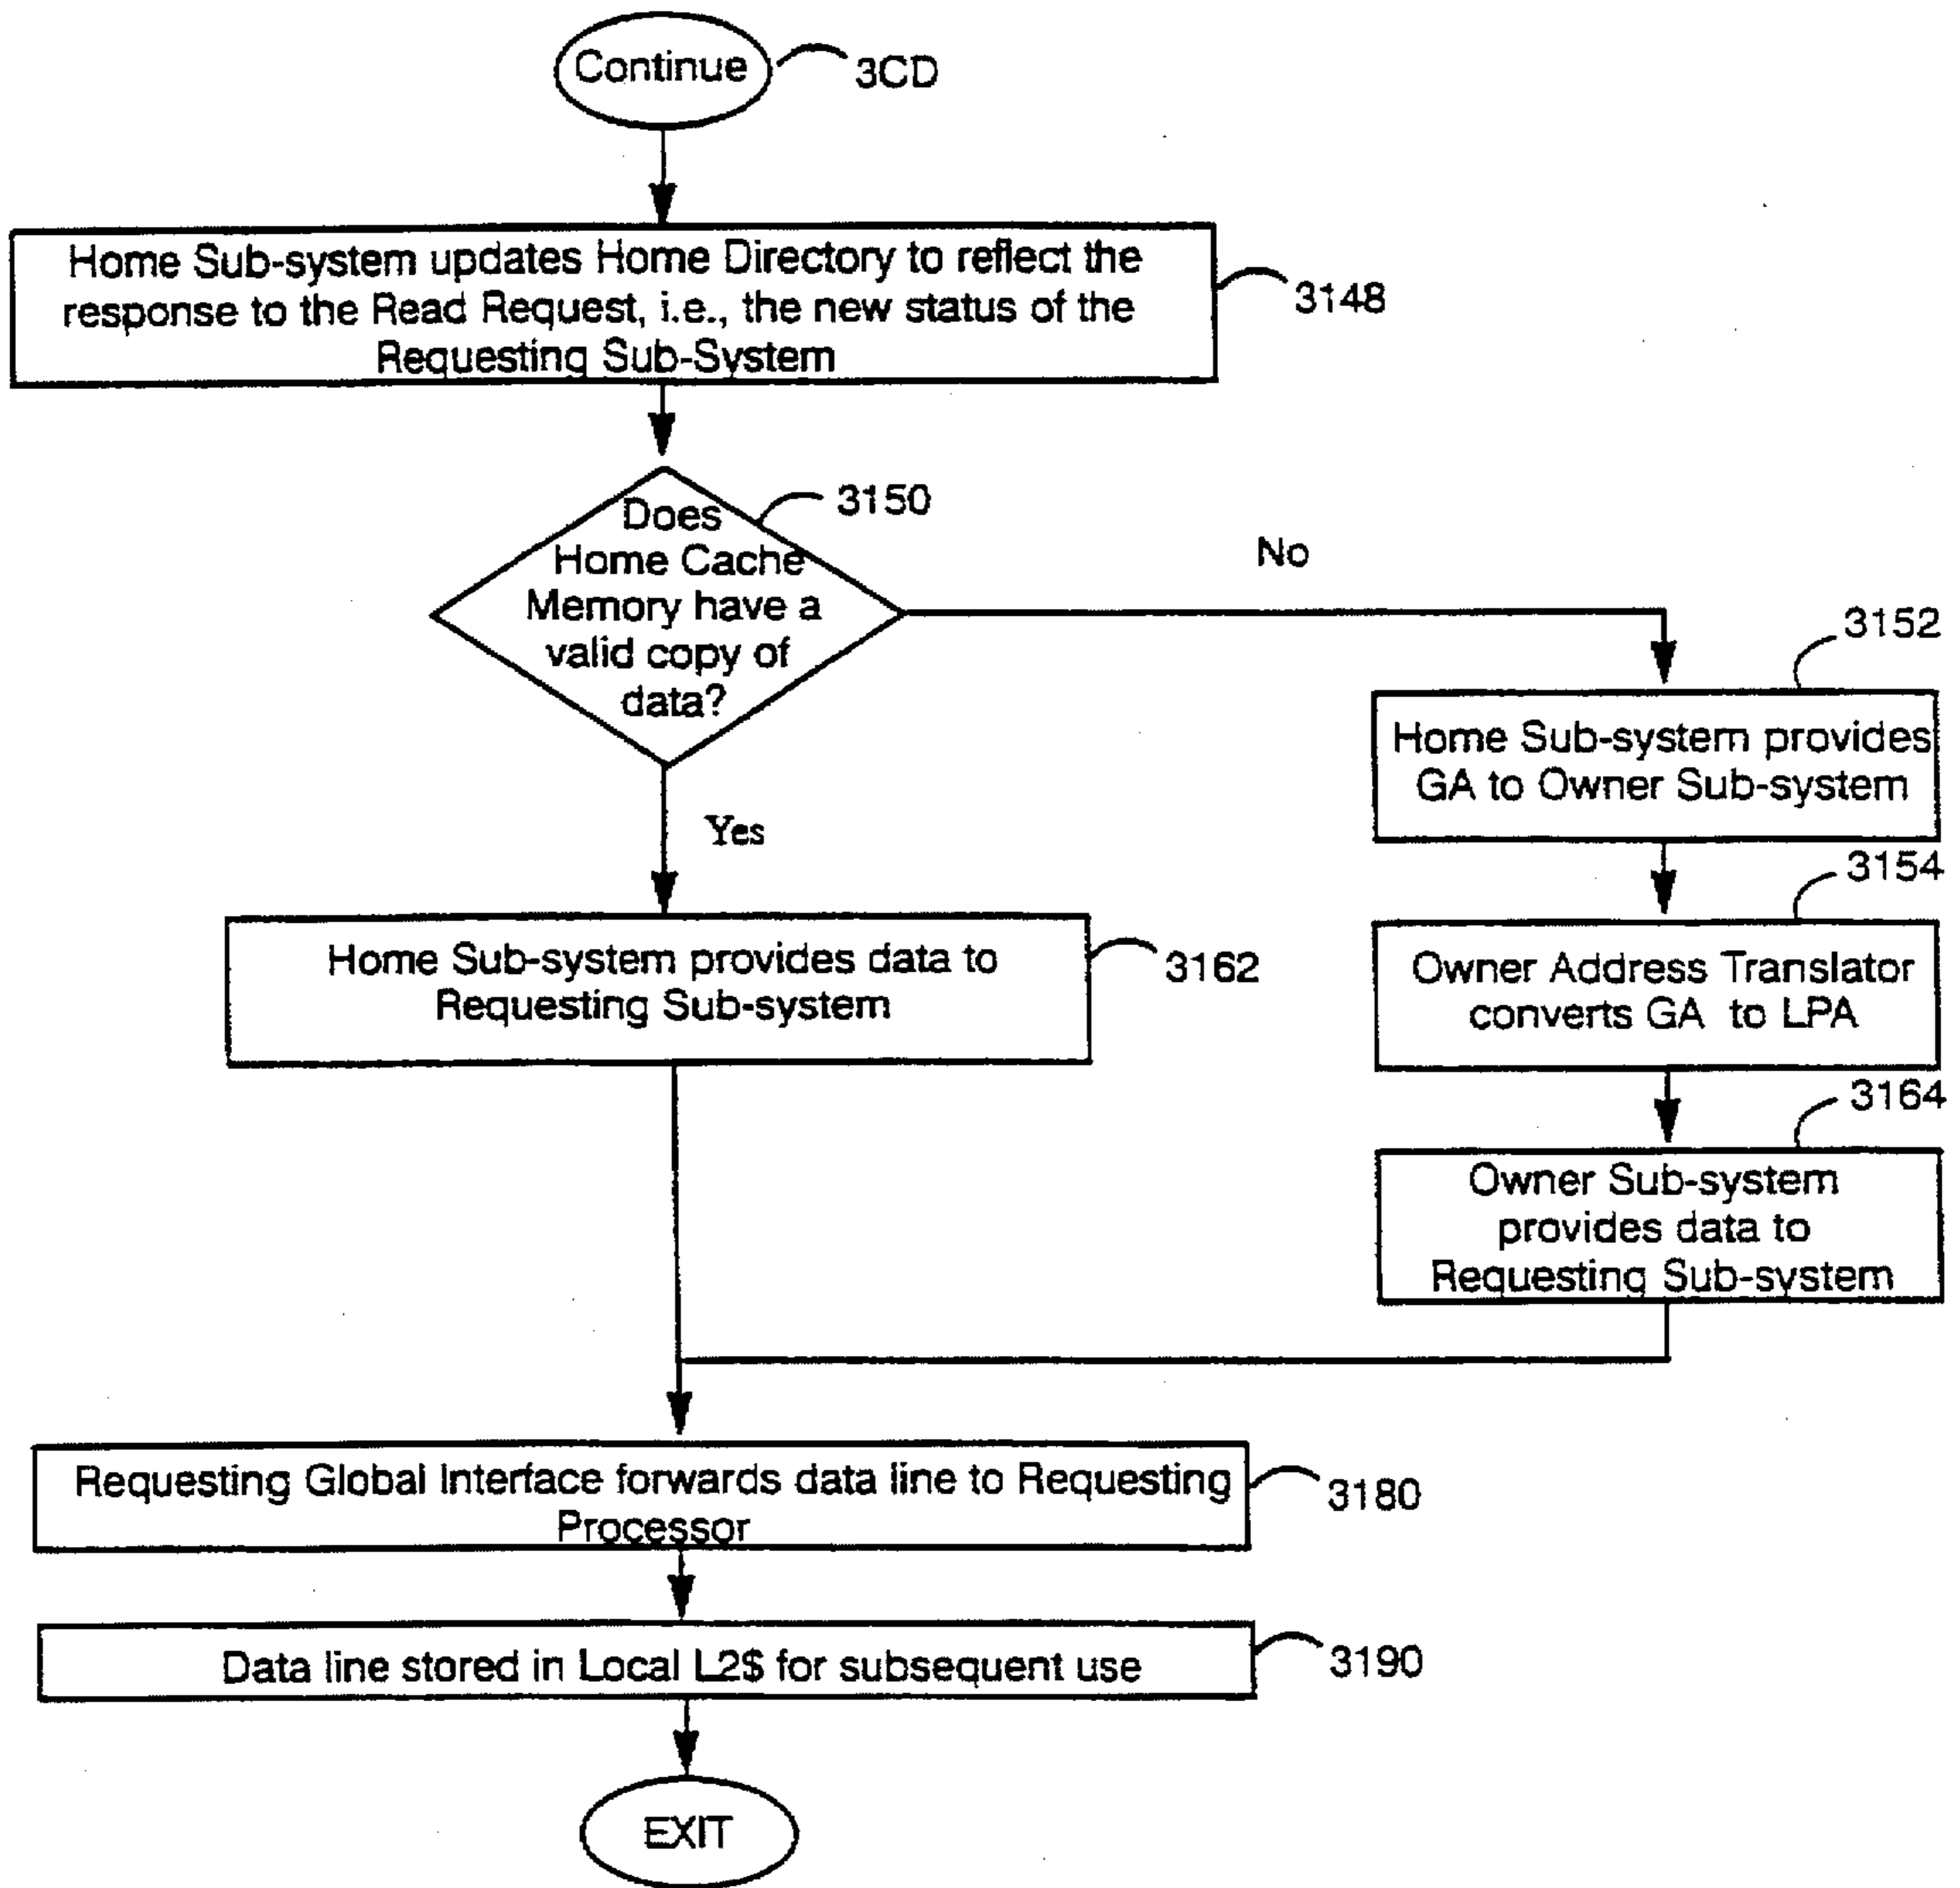 Continue
3CD
Home Sub-system updates Home Directory to reflect the
response to the Read Request, i.e., the new status of the
Requesting Sub-System
3148
Does
Home Cache
Memory have a
valid copy of
data?
3150
No
Yes
3152
Home Sub-system provides
GA to Owner Sub-system
3154
Owner Address Translator
converts GA to LPA
Home Sub-system provides data to
Requesting Sub-system
3162
3164
Owner Sub-system
provides data to
Requesting Sub-system
Requesting Global Interface forwards data line to Requesting
Processor
3180
Data line stored in Local L2$ for subsequent use
3190
EXIT